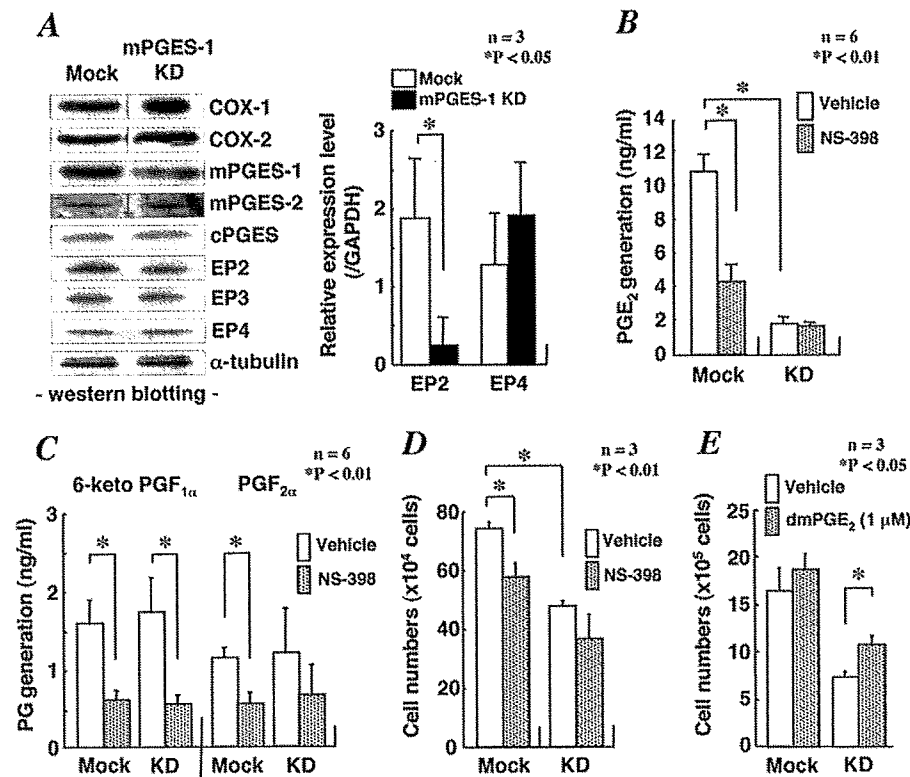 A
mPGES-1
Mock KD
COX-1
COX-2
mPGES-1
mPGES-2
cPGES
EP2
EP3
EP4
α-tubulin
- western blotting -
n = 3
*P < 0.05
Mock
mPGES-1 KD
Relative expression level
(/GAPDH)
3
2
1
0
*
EP2 EP4
B
n = 6
*P < 0.01
Vehicle
NS-398
PGE₂ generation (ng/ml)
14
12
10
8
6
4
2
0
*
*
Mock KD
C
n = 6
*P < 0.01
6-keto PGF₁α PGF₂α
Vehicle
NS-398
PG generation (ng/ml)
2
1
0
* * *
Mock KD Mock KD
D
n = 3
*P < 0.01
Vehicle
NS-398
Cell numbers (x10⁴ cells)
80
60
40
20
0
*
*
Mock KD
E
n = 3
*P < 0.05
Vehicle
dmPGE₂ (1 µM)
Cell numbers (x10⁵ cells)
25
20
15
10
5
0
*
Mock KD